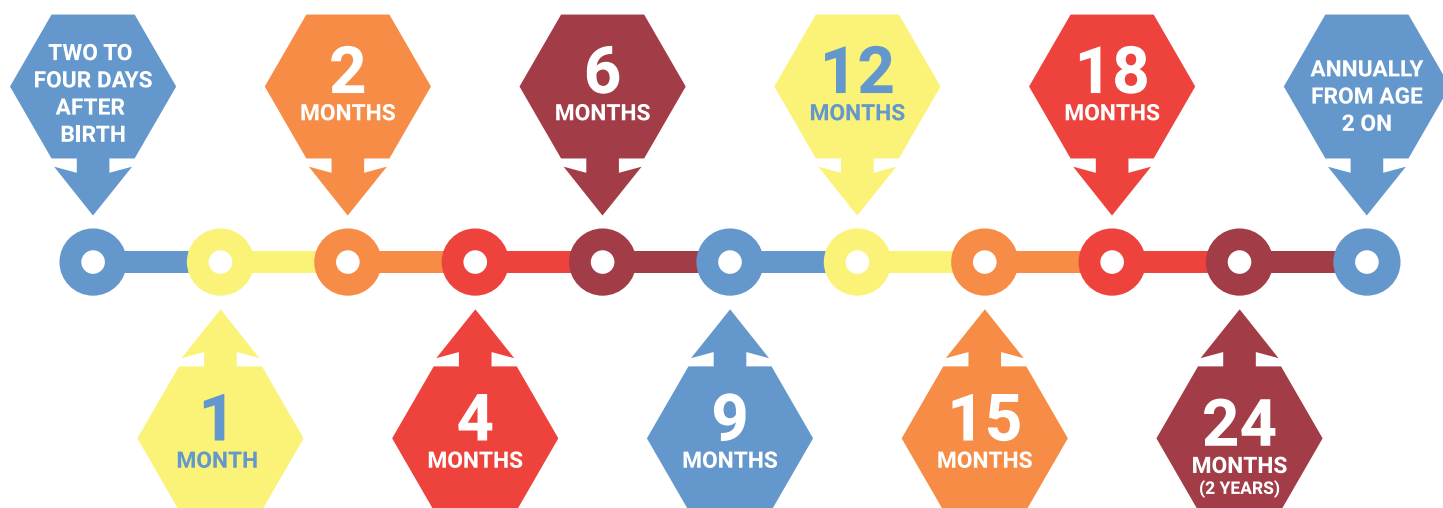 TWO TO
FOUR DAYS
AFTER
BIRTH
1
MONTH
2
MONTHS
4
MONTHS
6
MONTHS
9
MONTHS
12
MONTHS
15
MONTHS
18
MONTHS
24
MONTHS
(2 YEARS)
ANNUALLY
FROM AGE
2 ON